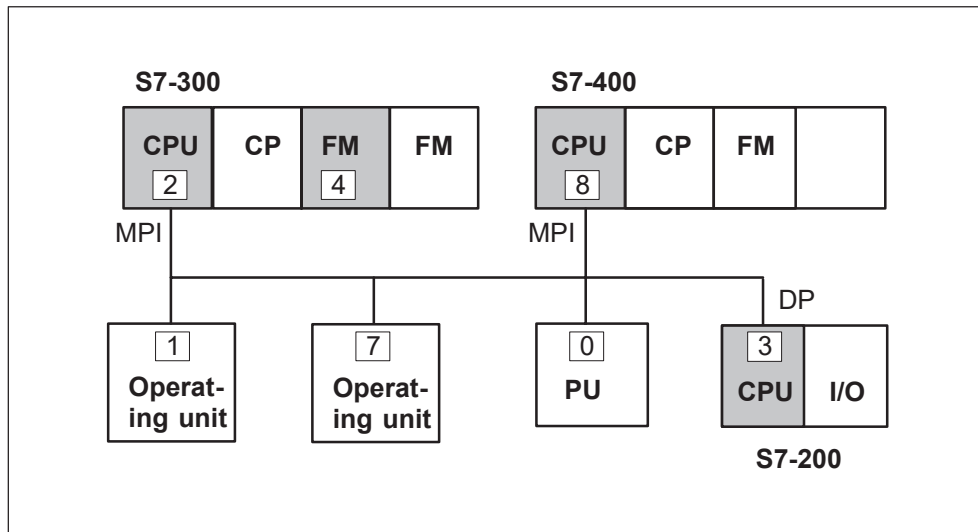 S7-300
S7-400
CPU CP FM FM
2 4
CPU CP FM
8
MPI
MPI
DP
1
Operat-
ing unit
7
Operat-
ing unit
0
PU
3
CPU I/O
S7-200